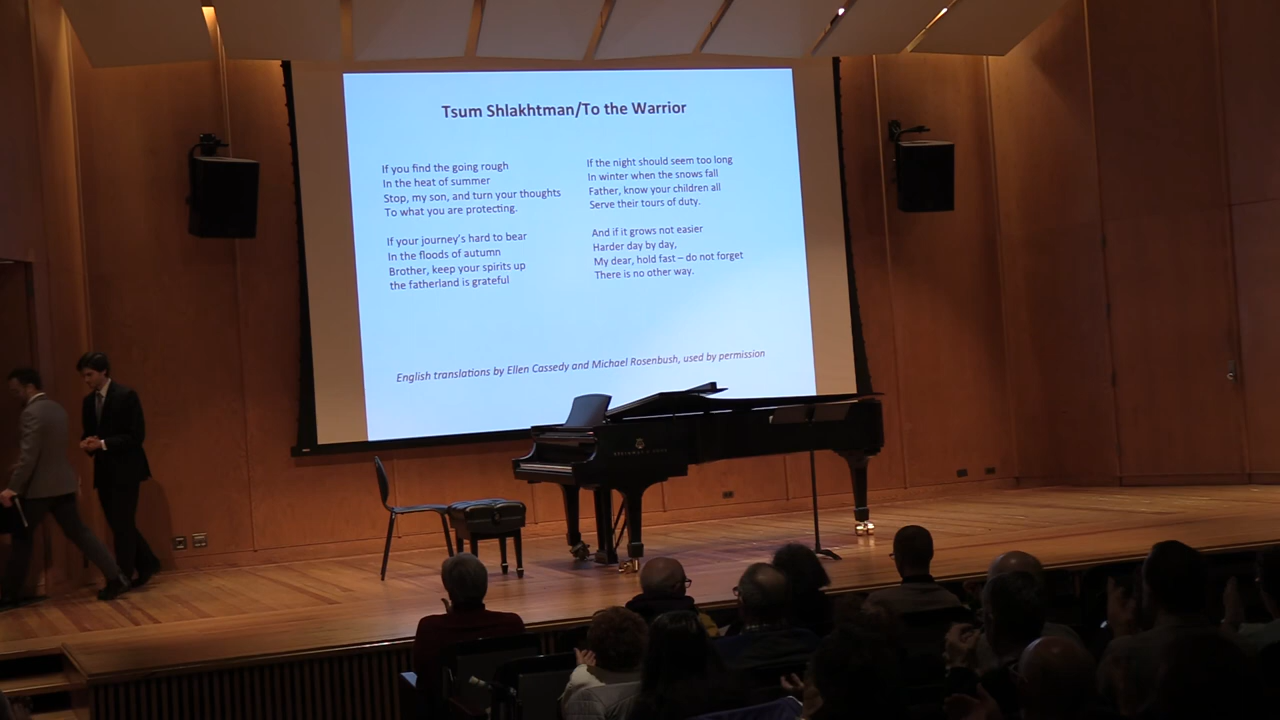 Tsum Shlakhtman/To the Warrior
If you find the going rough
In the heat of summer
Stop, my son, and turn your thoughts
To what you are protecting.
If your journey's hard to bear
In the floods of autumn
Brother, keep your spirits up
the fatherland is grateful
If the night should seem too long
In winter when the snows fall
Father, know your children all
Serve their tours of duty.
And if it grows not easier
Harder day by day,
My dear, hold fast – do not forget
There is no other way.
English translations by Ellen Cassedy and Michael Rosenbush, used by permission
STEINWAY & SONS